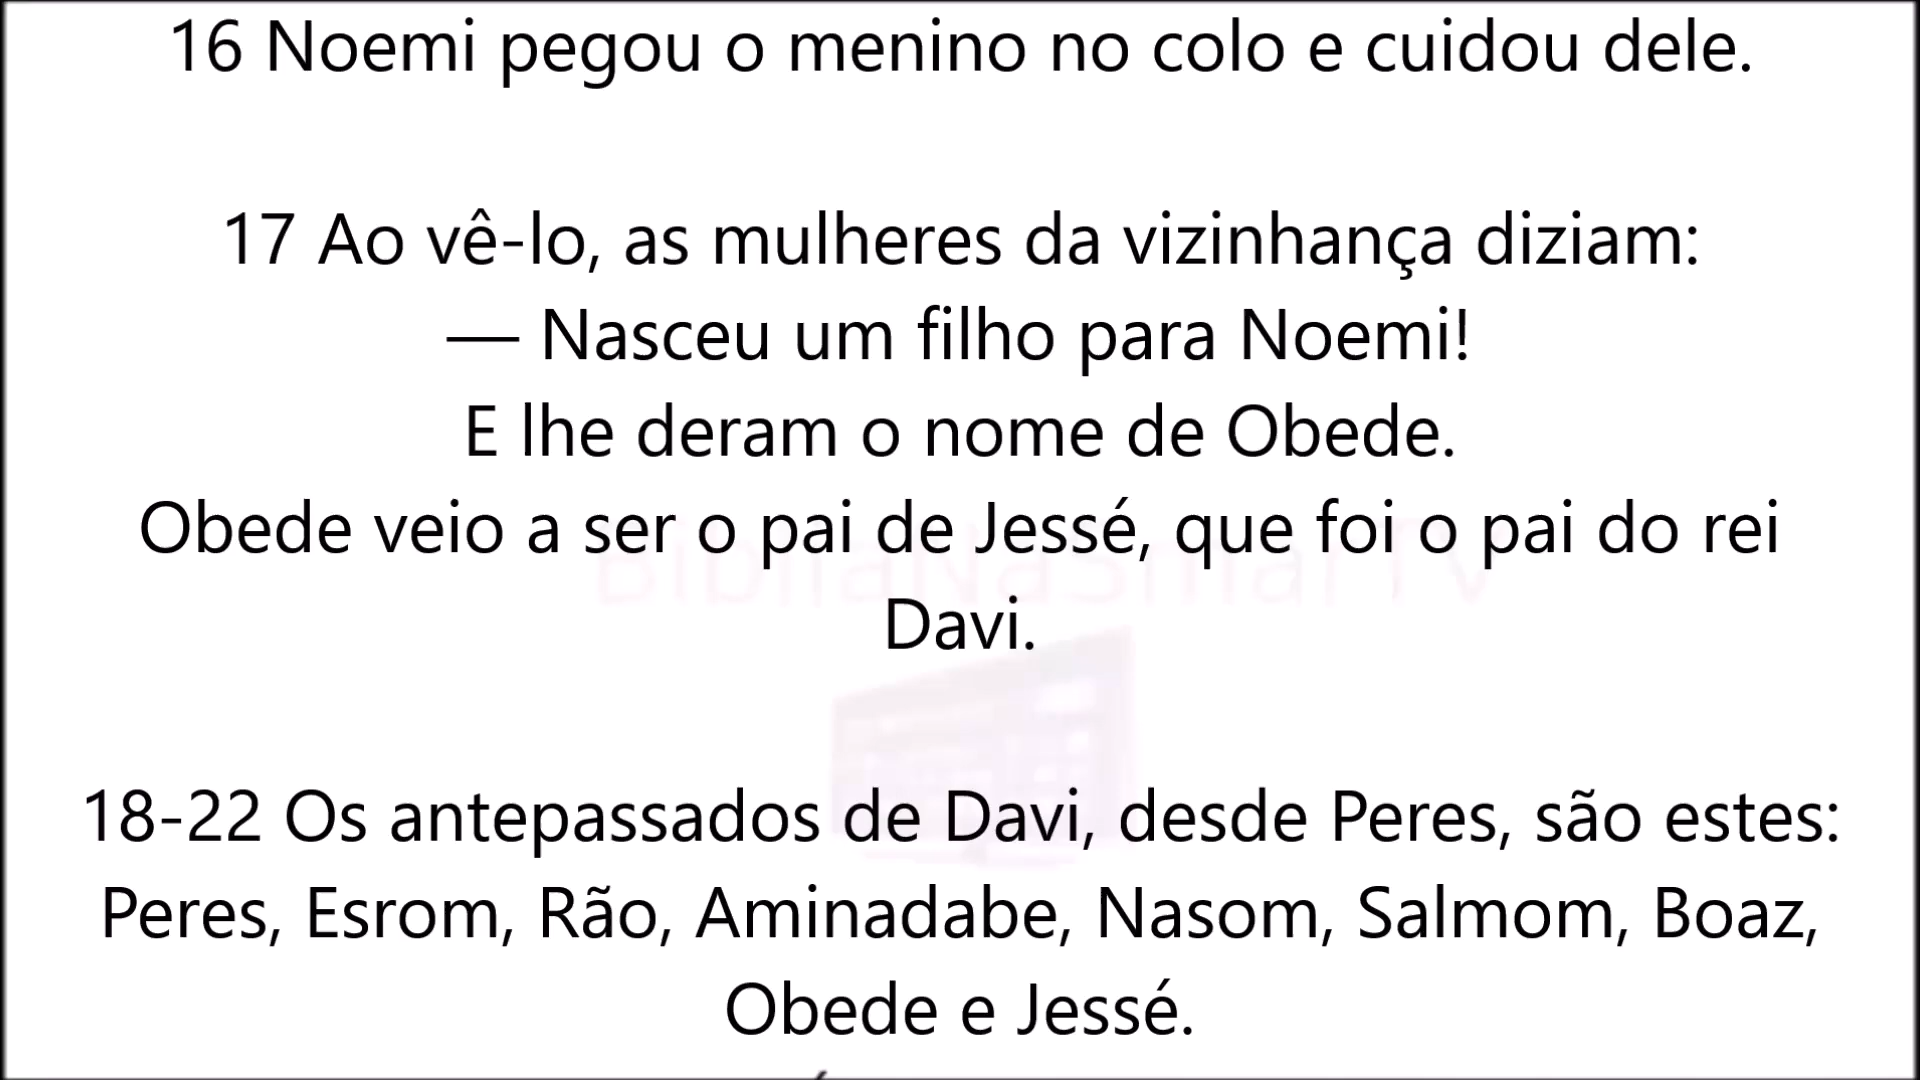 16 Noemi pegou o menino no colo e cuidou dele.
17 Ao vê-lo, as mulheres da vizinhança diziam:
— Nasceu um filho para Noemi!
E lhe deram o nome de Obede.
Obede veio a ser o pai de Jessé, que foi o pai do rei
Davi.
BibliaNaSmarTv
18-22 Os antepassados de Davi, desde Peres, são estes:
Peres, Esrom, Rão, Aminadabe, Nasom, Salmom, Boaz,
Obede e Jessé.